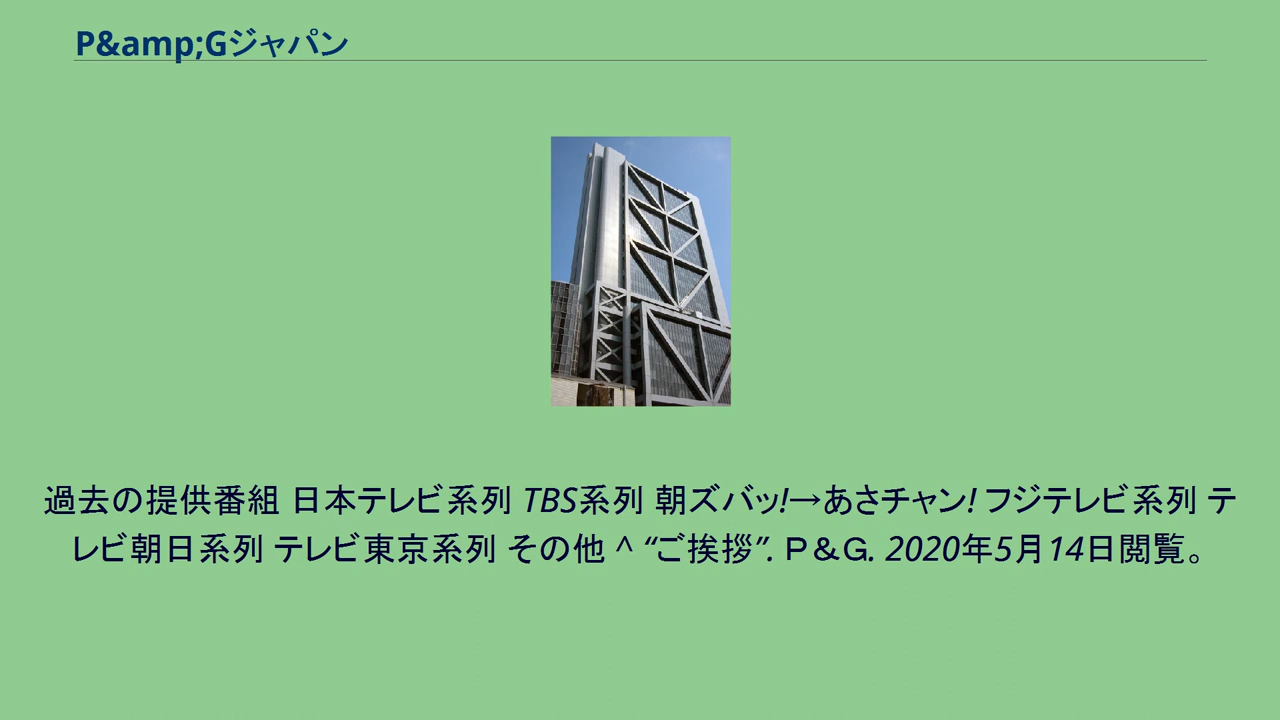 P&amp;Gジャパン
過去の提供番組 日本テレビ系列 TBS系列 朝ズバッ!→あさチャン! フジテレビ系列 テ
レビ朝日系列 テレビ東京系列 その他 ^ “ご挨拶”. Ｐ＆Ｇ. 2020年5月14日閲覧。